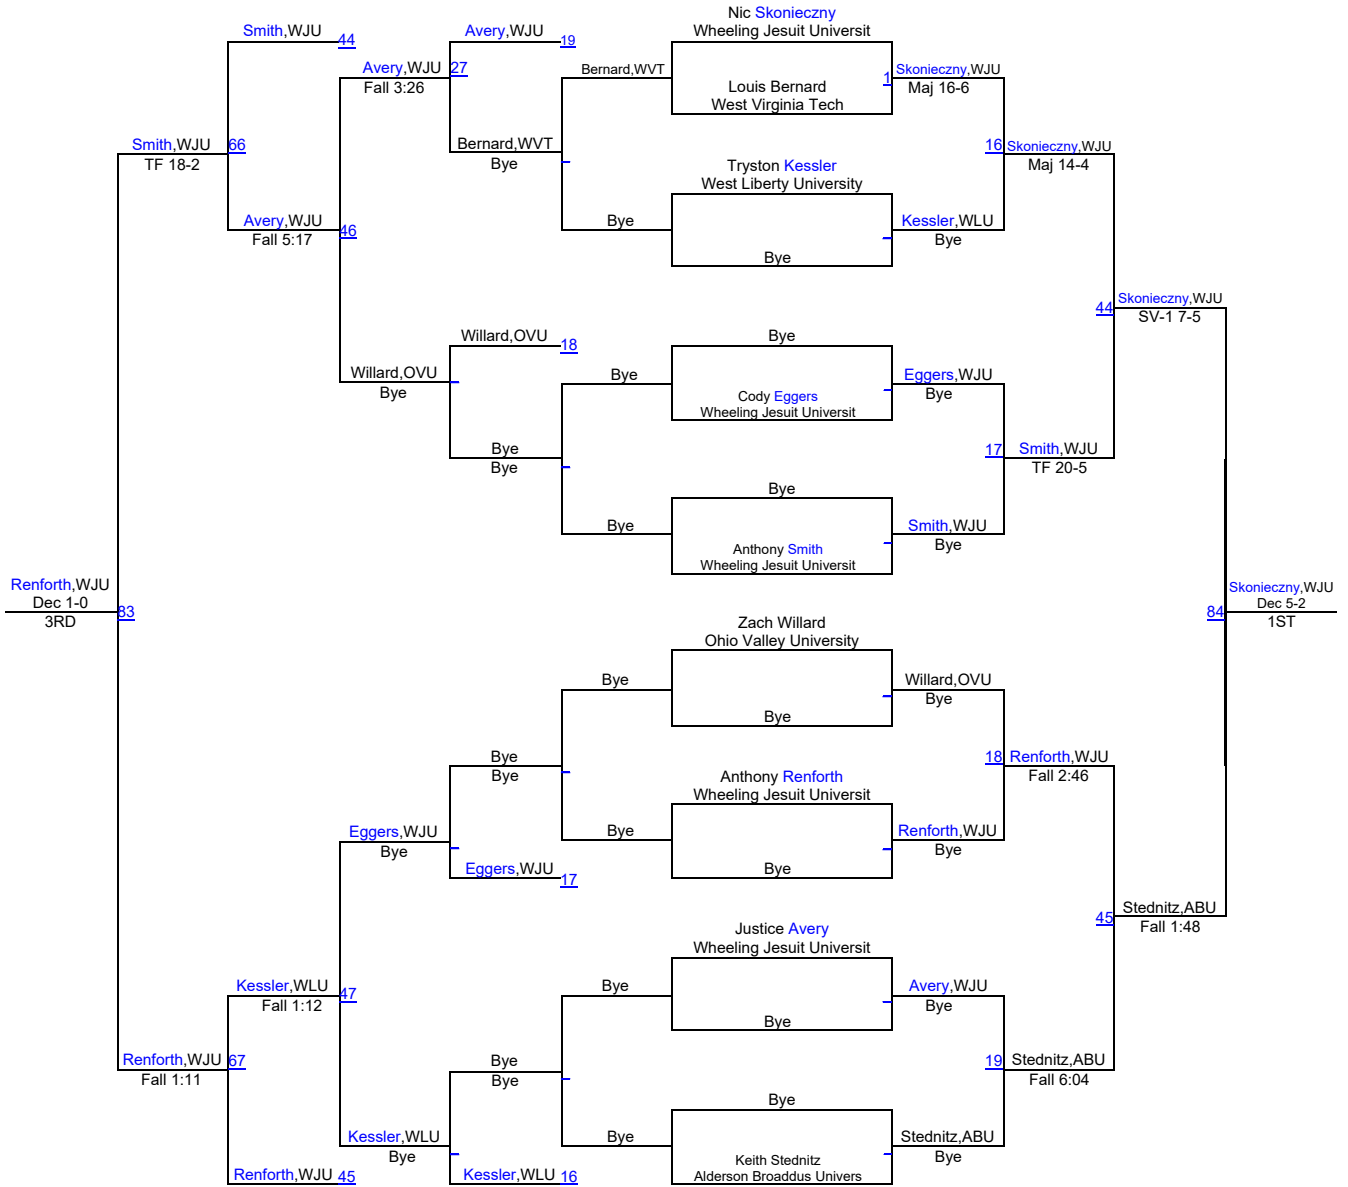 Nic Skonieczny
Smith,WJU
44
Avery,WJU
19
Wheeling Jesuit Universit
Avery,WJU
27
Fall 3:26
Bernard,WVT
Louis Bernard
West Virginia Tech
1
Skonieczny,WJU
Maj 16-6
Smith,WJU
66
TF 18-2
Bernard,WVT
Bye
16
Skonieczny,WJU
Maj 14-4
Tryston Kessler
West Liberty University
Avery,WJU
46
Fall 5:17
Bye
Bye
Kessler,WLU
Bye
44
Skonieczny,WJU
SV-1 7-5
Willard,OVU
18
Bye
Willard,OVU
Bye
Bye
Cody Eggers
Wheeling Jesuit Universit
Eggers,WJU
Bye
Bye
Bye
17
Smith,WJU
TF 20-5
Bye
Bye
Anthony Smith
Wheeling Jesuit Universit
Smith,WJU
Bye
Renforth,WJU
Dec 1-0
83
3RD
Skonieczny,WJU
Dec 5-2
84
1ST
Zach Willard
Ohio Valley University
Bye
Bye
Willard,OVU
Bye
Bye
Bye
18
Renforth,WJU
Fall 2:46
Anthony Renforth
Wheeling Jesuit Universit
Eggers,WJU
Bye
Bye
Bye
Renforth,WJU
Bye
Eggers,WJU
17
Stednitz,ABU
45
Fall 1:48
Justice Avery
Wheeling Jesuit Universit
Kessler,WLU
47
Fall 1:12
Bye
Bye
Avery,WJU
Bye
Renforth,WJU
67
Fall 1:11
Bye
Bye
19
Stednitz,ABU
Fall 6:04
Bye
Kessler,WLU
Bye
Bye
Keith Stednitz
Alderson Broaddus Univers
Stednitz,ABU
Bye
Renforth,WJU
45
Kessler,WLU
16